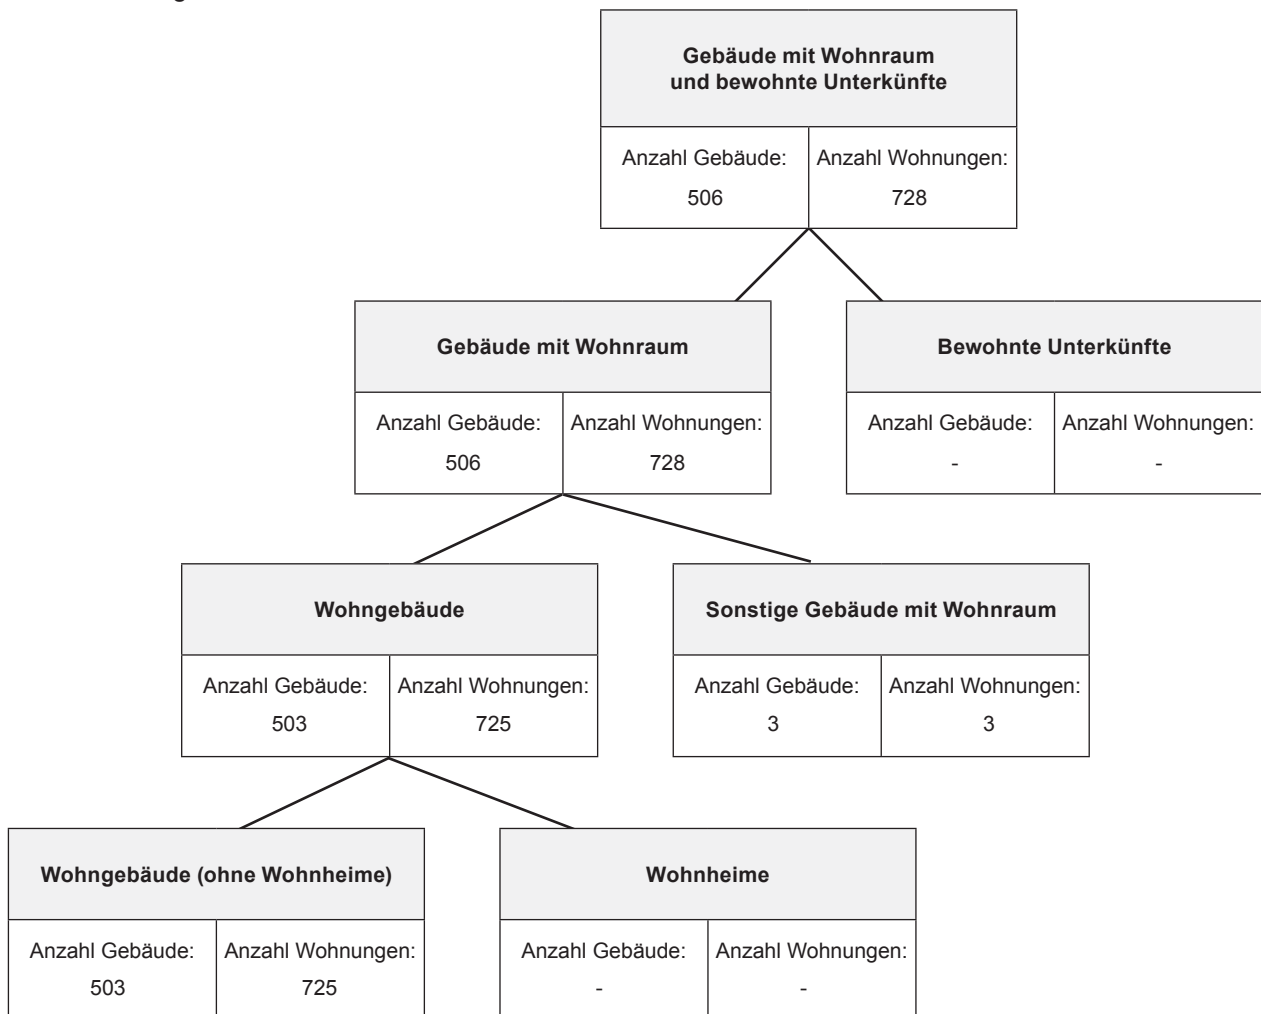 Gebäude mit Wohnraum
und bewohnte Unterkünfte
Anzahl Gebäude: Anzahl Wohnungen:
506 728
Gebäude mit Wohnraum
Bewohnte Unterkünfte
Anzahl Gebäude: Anzahl Wohnungen:
506 728
Anzahl Gebäude: Anzahl Wohnungen:
- -
Wohngebäude
Sonstige Gebäude mit Wohnraum
Anzahl Gebäude: Anzahl Wohnungen:
503 725
Anzahl Gebäude: Anzahl Wohnungen:
3 3
Wohngebäude (ohne Wohnheime)
Wohnheime
Anzahl Gebäude: Anzahl Wohnungen:
503 725
Anzahl Gebäude: Anzahl Wohnungen:
- -